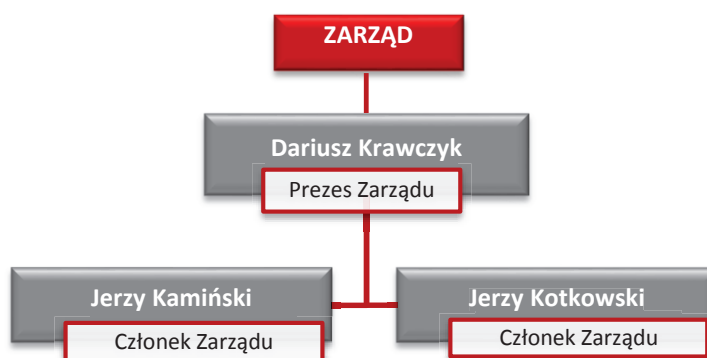 ZARZĄD
Dariusz Krawczyk
Prezes Zarządu
Jerzy Kamiński
Członek Zarządu
Jerzy Kotkowski
Członek Zarządu